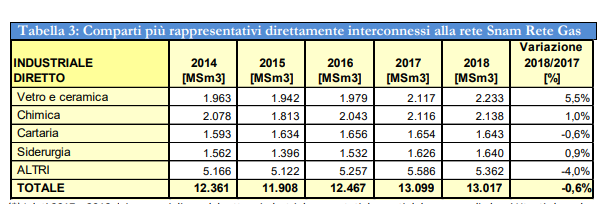 Tabella 3: Comparti più rappresentativi direttamente interconnessi alla rete Snam Rete Gas
INDUSTRIALE DIRETTO 2014 [MSm3] 2015 [MSm3] 2016 [MSm3] 2017 [MSm3] 2018 [MSm3] Variazione 2018/2017 [%]
Vetro e ceramica 1.963 1.942 1.979 2.117 2.233 5,5%
Chimica 2.078 1.813 2.043 2.116 2.138 1,0%
Cartaria 1.593 1.634 1.656 1.654 1.643 -0,6%
Siderurgia 1.562 1.396 1.532 1.626 1.640 0,9%
ALTRI 5.166 5.122 5.257 5.586 5.362 -4,0%
TOTALE 12.361 11.908 12.467 13.099 13.017 -0,6%